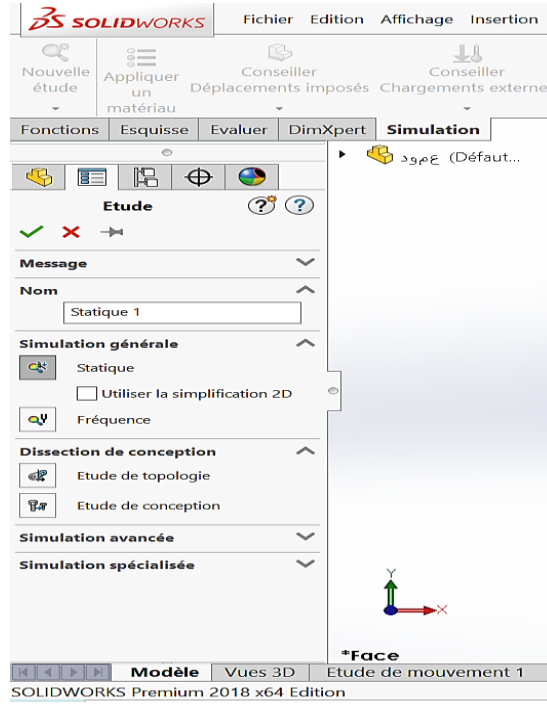 SOLIDWORKS Fichier Edition Affichage Insertion
Nouvelle étude
Appliquer un matériau
Conseiller Déplacements imposés
Conseiller Chargements externe
Fonctions Esquisse Evaluer DimXpert Simulation
عمود (Défaut...
Etude
Message
Nom
Statique 1
Simulation générale
Statique
Utiliser la simplification 2D
Fréquence
Dissection de conception
Etude de topologie
Etude de conception
Simulation avancée
Simulation spécialisée
Y
X
*Face
Modèle Vues 3D Etude de mouvement 1
SOLIDWORKS Premium 2018 x64 Edition